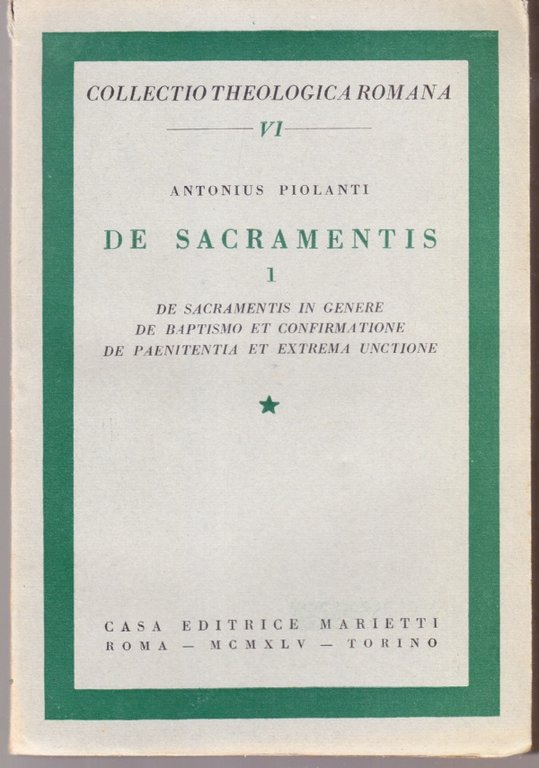 COLLECTIO THEOLOGICA ROMANA
VI
ANTONIUS PIOLANTI
DE SACRAMENTIS
1
DE SACRAMENTIS IN GENERE
DE BAPTISMO ET CONFIRMATIONE
DE PAENITENTIA ET EXTREMA UNCTIONE
CASA EDITRICE MARIETTI
ROMA — MCMXLV — TORINO